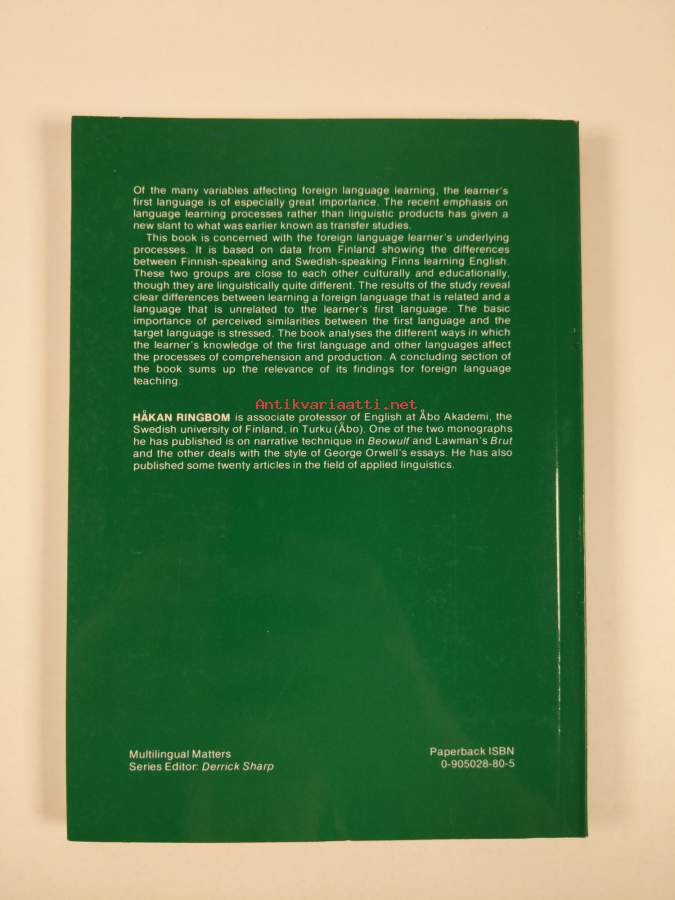 Of the many variables affecting foreign language learning, the learner's
first language is of especially great importance. The recent emphasis on
language learning processes rather than linguistic products has given a
new slant to what was earlier known as transfer studies.
This book is concerned with the foreign language learner's underlying
processes. It is based on data from Finland showing the differences
between Finnish-speaking and Swedish-speaking Finns learning English.
These two groups are close to each other culturally and educationally,
though they are linguistically quite different. The results of the study reveal
clear differences between learning a foreign language that is related and a
language that is unrelated to the learner's first language. The basic
importance of perceived similarities between the first language and the
target language is stressed. The book analyses the different ways in which
the learner's knowledge of the first language and other languages affect
the processes of comprehension and production. A concluding section of
the book sums up the relevance of its findings for foreign language
teaching.
Antikvariaatti.net
HÅKAN RINGBOM is associate professor of English at Åbo Akademi, the
Swedish university of Finland, in Turku (Åbo). One of the two monographs
he has published is on narrative technique in Beowulf and Lawman's Brut
and the other deals with the style of George Orwell's essays. He has also
published some twenty articles in the field of applied linguistics.
Multilingual Matters
Series Editor: Derrick Sharp
Paperback ISBN
0-905028-80-5